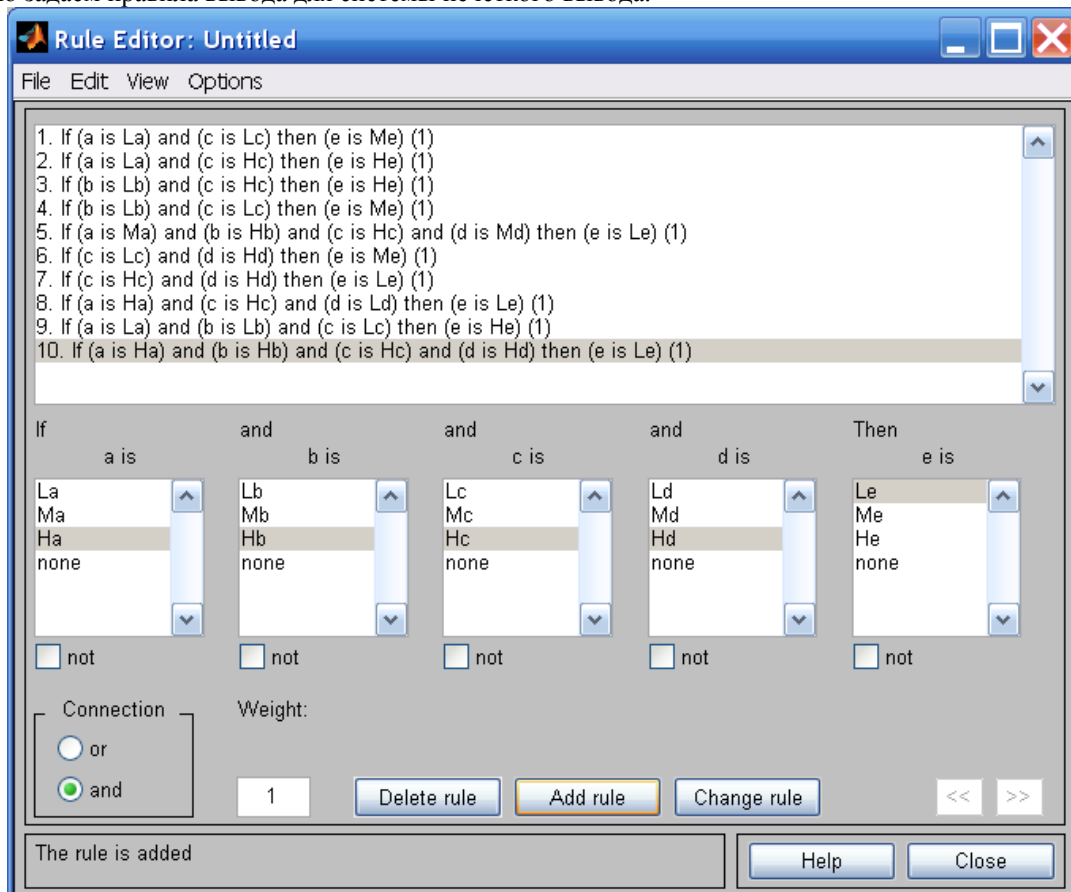 задаем правила вывода для системы нечеткого вывода.
Rule Editor: Untitled
File Edit View Options
1. If (a is La) and (c is Lc) then (e is Me) (1)
2. If (a is La) and (c is Hc) then (e is He) (1)
3. If (b is Lb) and (c is Hc) then (e is He) (1)
4. If (b is Lb) and (c is Lc) then (e is Me) (1)
5. If (a is Ma) and (b is Hb) and (c is Hc) and (d is Md) then (e is Le) (1)
6. If (c is Lc) and (d is Hd) then (e is Me) (1)
7. If (c is Hc) and (d is Hd) then (e is Le) (1)
8. If (a is Ha) and (c is Hc) and (d is Ld) then (e is Le) (1)
9. If (a is La) and (b is Lb) and (c is Lc) then (e is He) (1)
10. If (a is Ha) and (b is Hb) and (c is Hc) and (d is Hd) then (e is Le) (1)
If and and and Then
a is b is c is d is e is
La Lb Lc Ld Le
Ma Mb Mc Md Me
Ha Hb Hc Hd He
none none none none none
not not not not not
Connection Weight:
or
and 1 Delete rule Add rule Change rule << >>
The rule is added Help Close